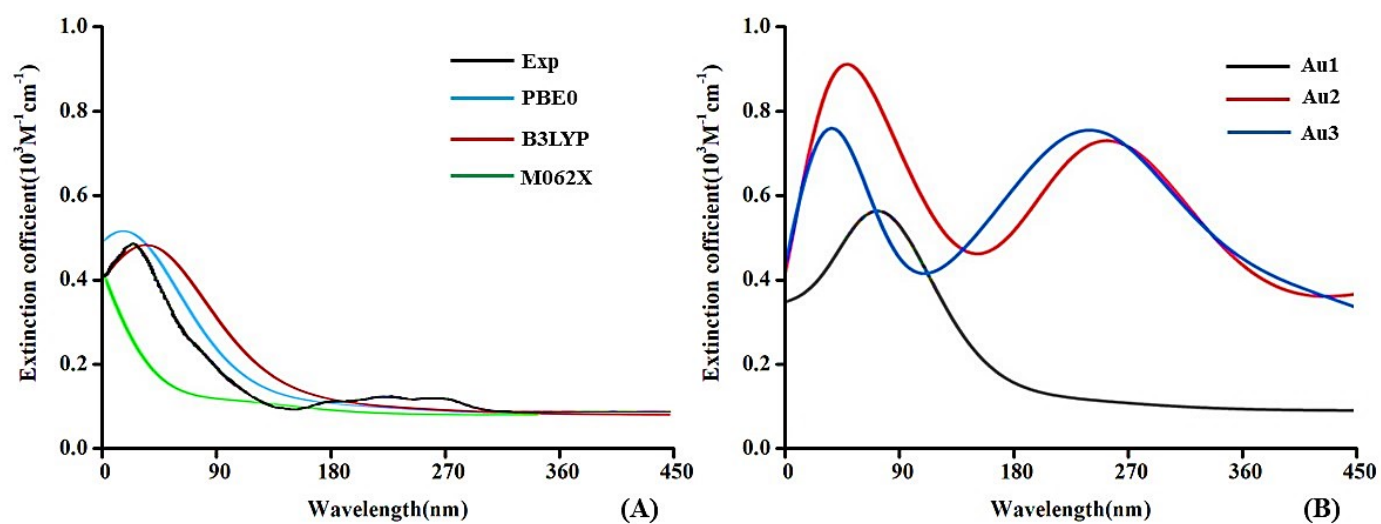 Extinction cofficient(10³M⁻¹cm⁻¹)
1.0
0.8
0.6
0.4
0.2
0.0
0
90
180
270
360
450
Wavelength(nm)
(A)
Exp
PBE0
B3LYP
M062X
Extinction cofficient(10³M⁻¹cm⁻¹)
1.0
0.8
0.6
0.4
0.2
0.0
0
90
180
270
360
450
Wavelength(nm)
(B)
Au1
Au2
Au3